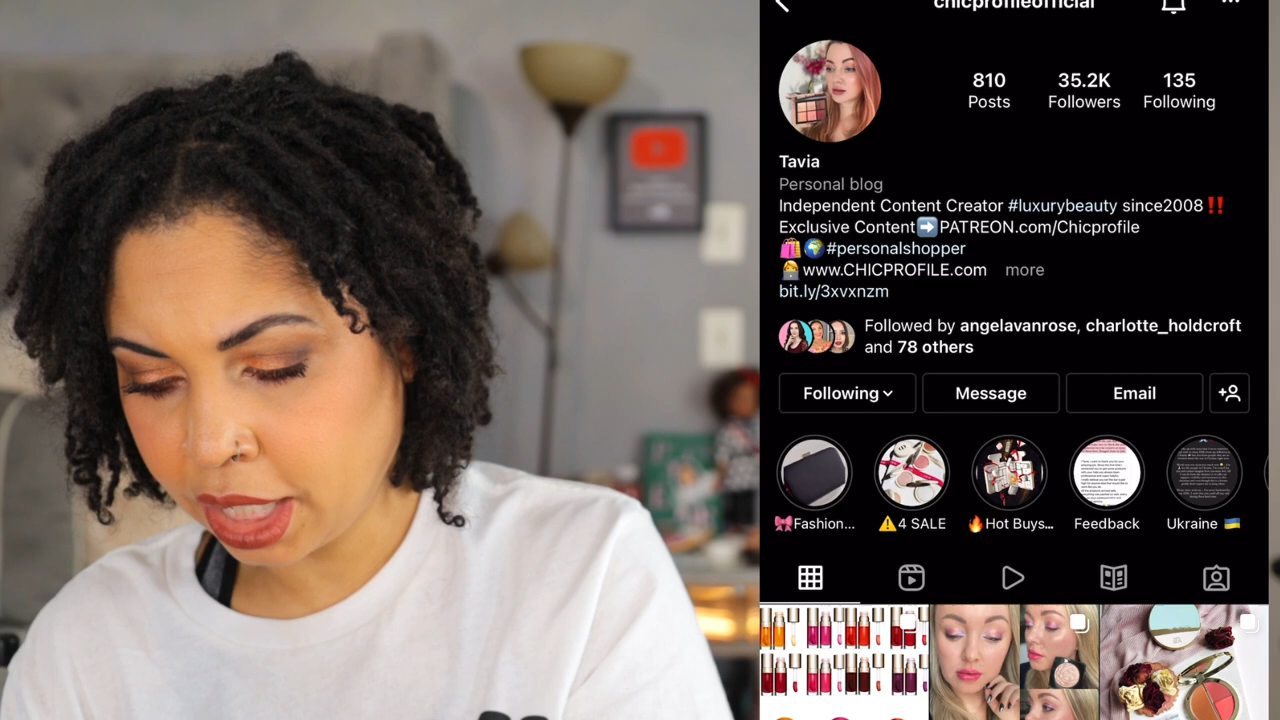 chicprofileofficial
810
35.2K
135
Posts
Followers
Following
Tavia
Personal blog
Independent Content Creator #luxurybeauty since2008‼️
Exclusive Content➡️PATREON.com/Chicprofile
🛍️🌍#personalshopper
👩‍💻www.CHICPROFILE.com more
bit.ly/3xvxnzm
Followed by angelavanrose, charlotte_holdcroft
and 78 others
Following
Message
Email
🎀Fashion...
⚠️4 SALE
🔥Hot Buys...
Feedback
Ukraine 🇺🇦